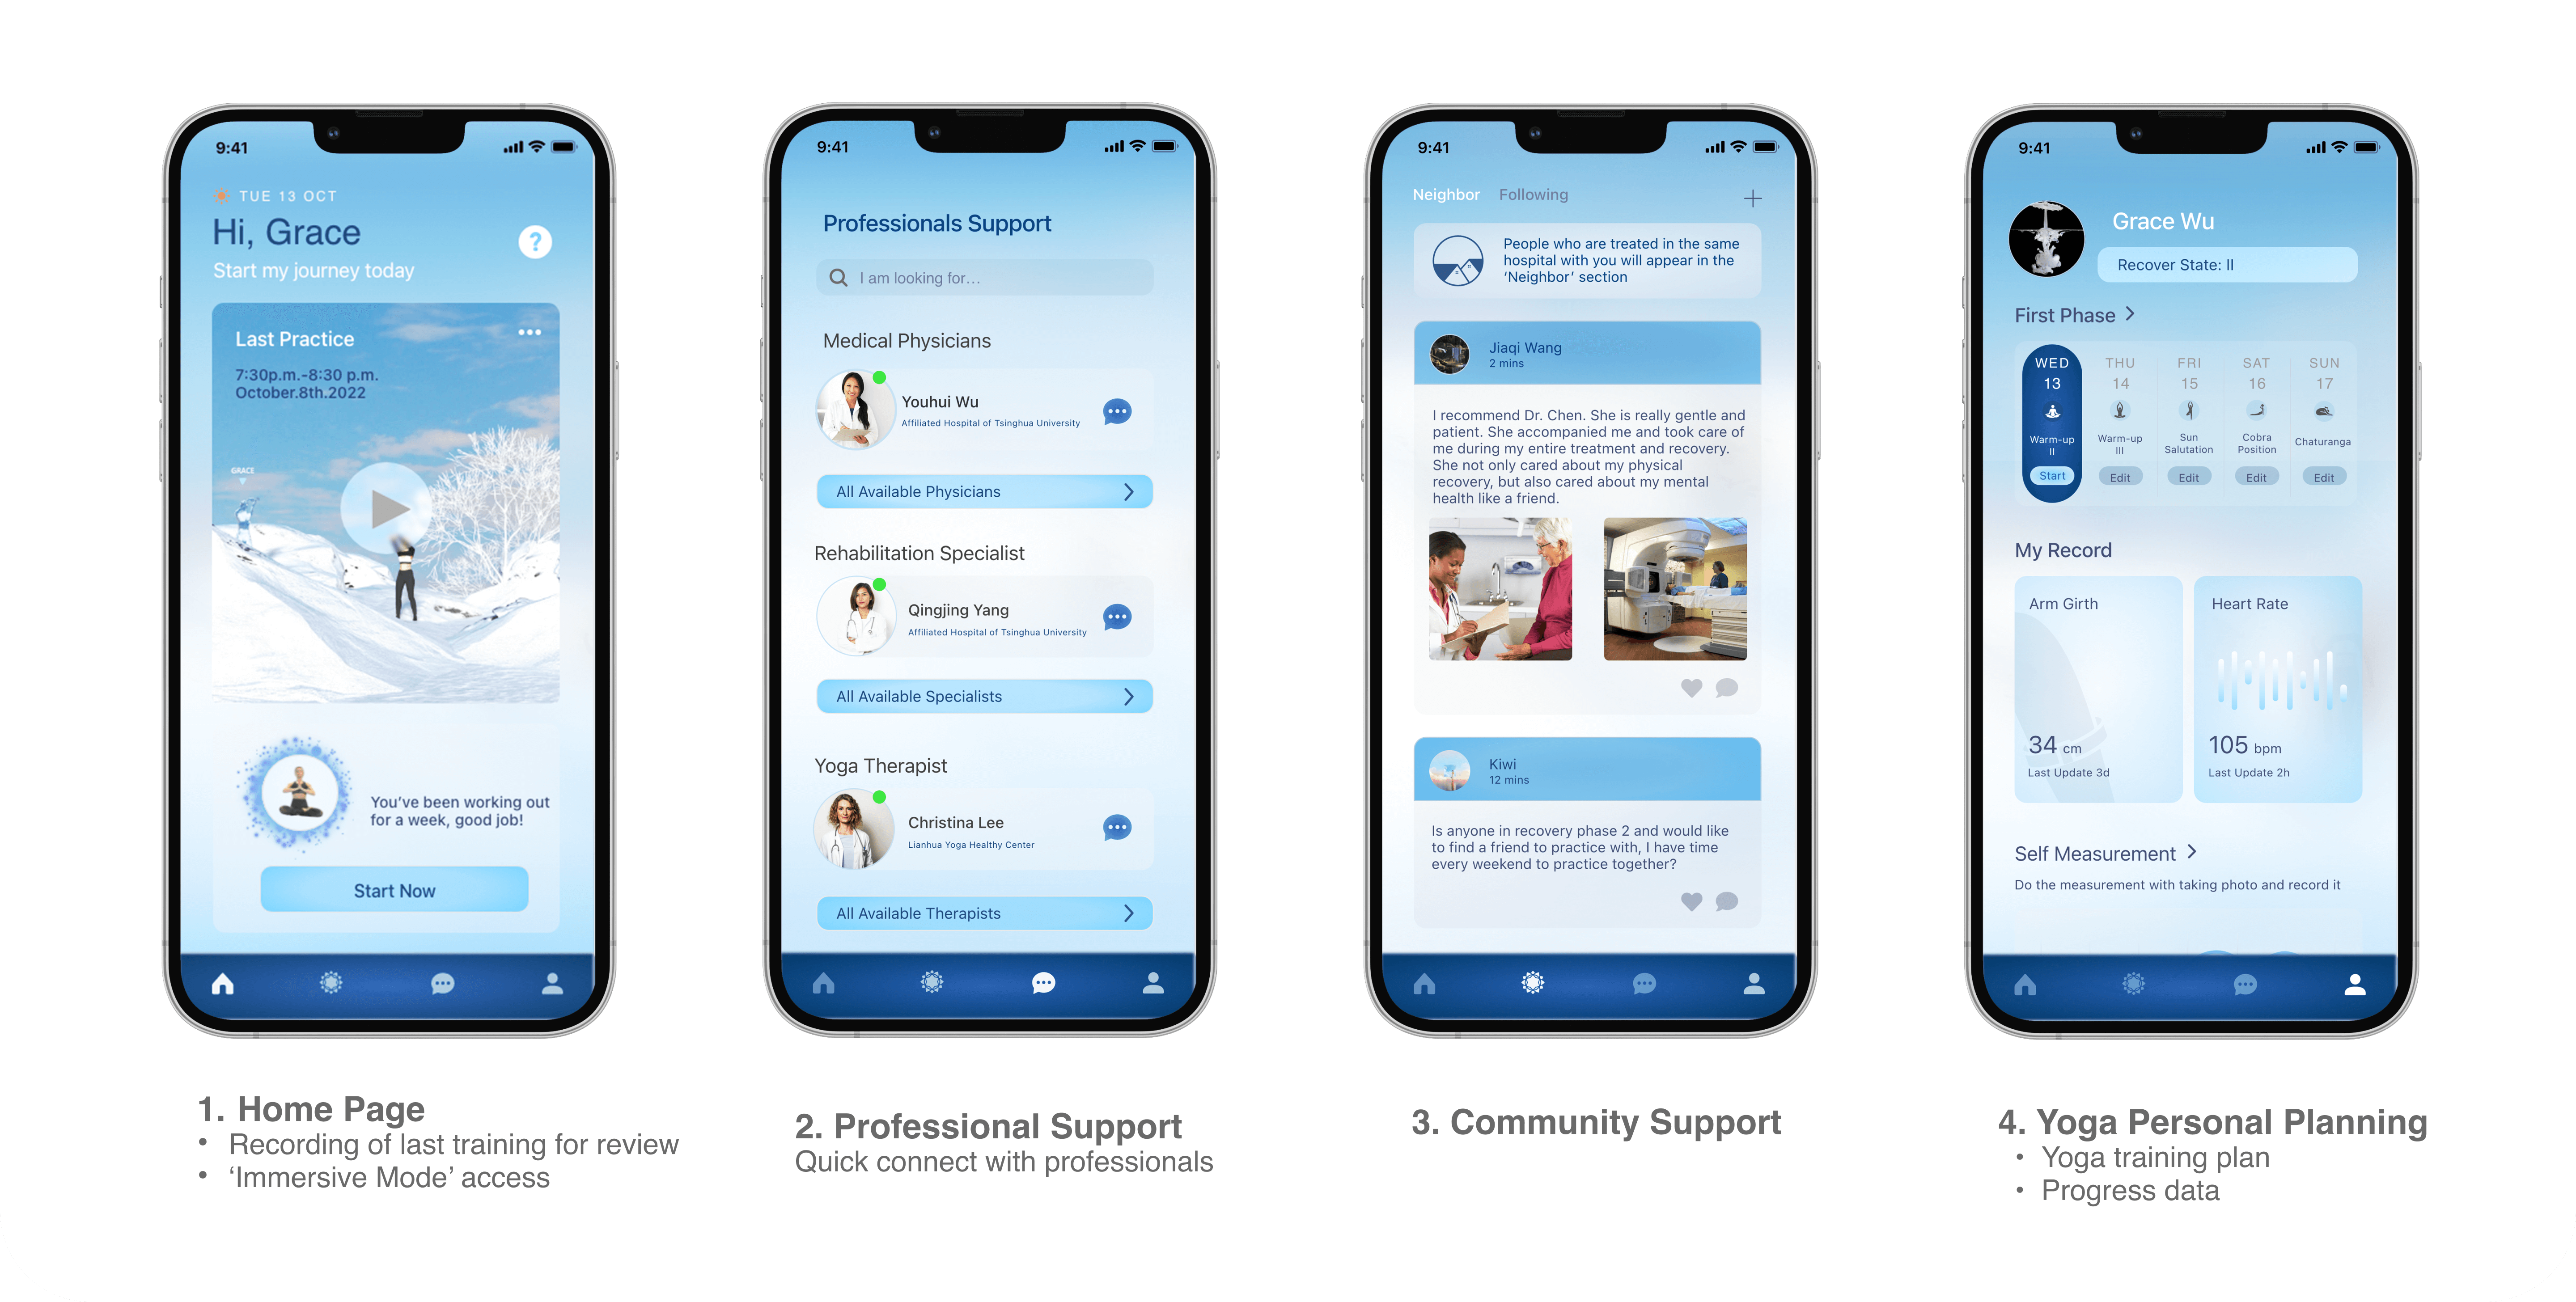 9:41
TUE 13 OCT
Hi, Grace
?
Start my journey today
Last Practice
7:30p.m.-8:30 p.m.
October.8th.2022
GRACE
You've been working out
for a week, good job!
Start Now
1. Home Page
• Recording of last training for review
• ‘Immersive Mode’ access
9:41
Professionals Support
I am looking for...
Medical Physicians
Youhui Wu
Affiliated Hospital of Tsinghua University
All Available Physicians
Rehabilitation Specialist
Qingjing Yang
Affiliated Hospital of Tsinghua University
All Available Specialists
Yoga Therapist
Christina Lee
Lianhua Yoga Healthy Center
All Available Therapists
2. Professional Support
Quick connect with professionals
9:41
Neighbor Following
People who are treated in the same
hospital with you will appear in the
‘Neighbor’ section
Jiaqi Wang
2 mins
I recommend Dr. Chen. She is really gentle and
patient. She accompanied me and took care of
me during my entire treatment and recovery.
She not only cared about my physical
recovery, but also cared about my mental
health like a friend.
Kiwi
12 mins
Is anyone in recovery phase 2 and would like
to find a friend to practice with, I have time
every weekend to practice together?
3. Community Support
9:41
Grace Wu
Recover State: II
First Phase
WED THU FRI SAT SUN
13 14 15 16 17
Warm-up II
Warm-up III
Sun Salutation
Cobra Position
Chaturanga
Start Edit Edit Edit Edit
My Record
Arm Girth
34 cm
Last Update 3d
Heart Rate
105 bpm
Last Update 2h
Self Measurement
Do the measurement with taking photo and record it
4. Yoga Personal Planning
• Yoga training plan
• Progress data